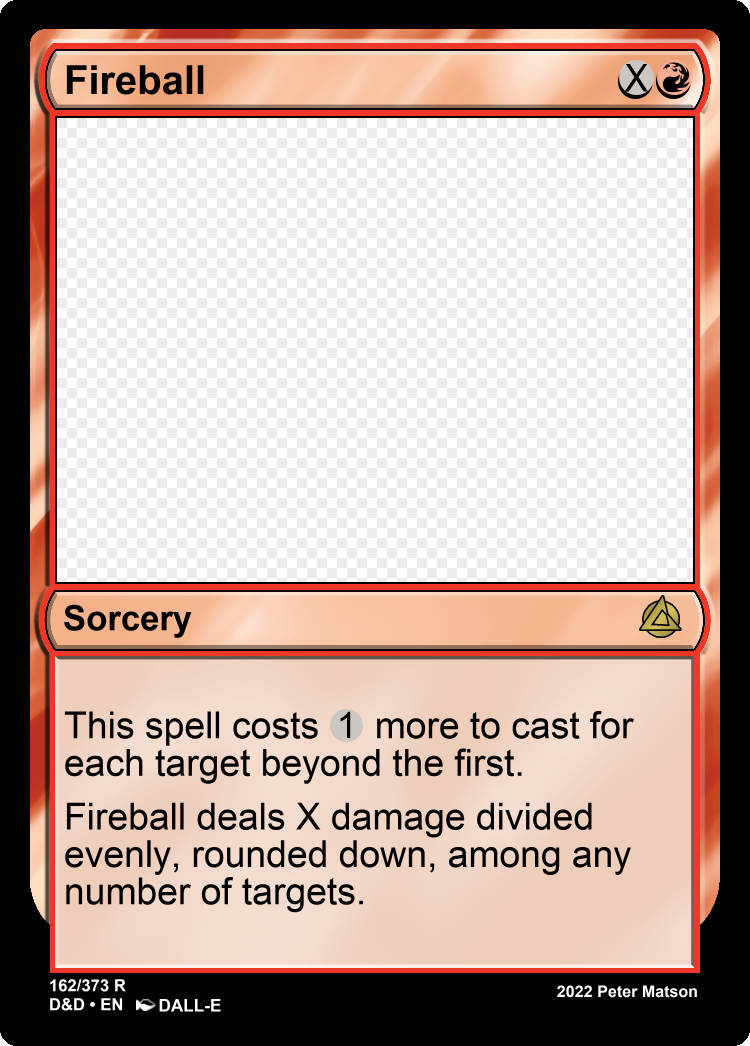 Fireball X
Sorcery
This spell costs 1 more to cast for
each target beyond the first.
Fireball deals X damage divided
evenly, rounded down, among any
number of targets.
162/373 R
D&D • EN DALL-E
2022 Peter Matson